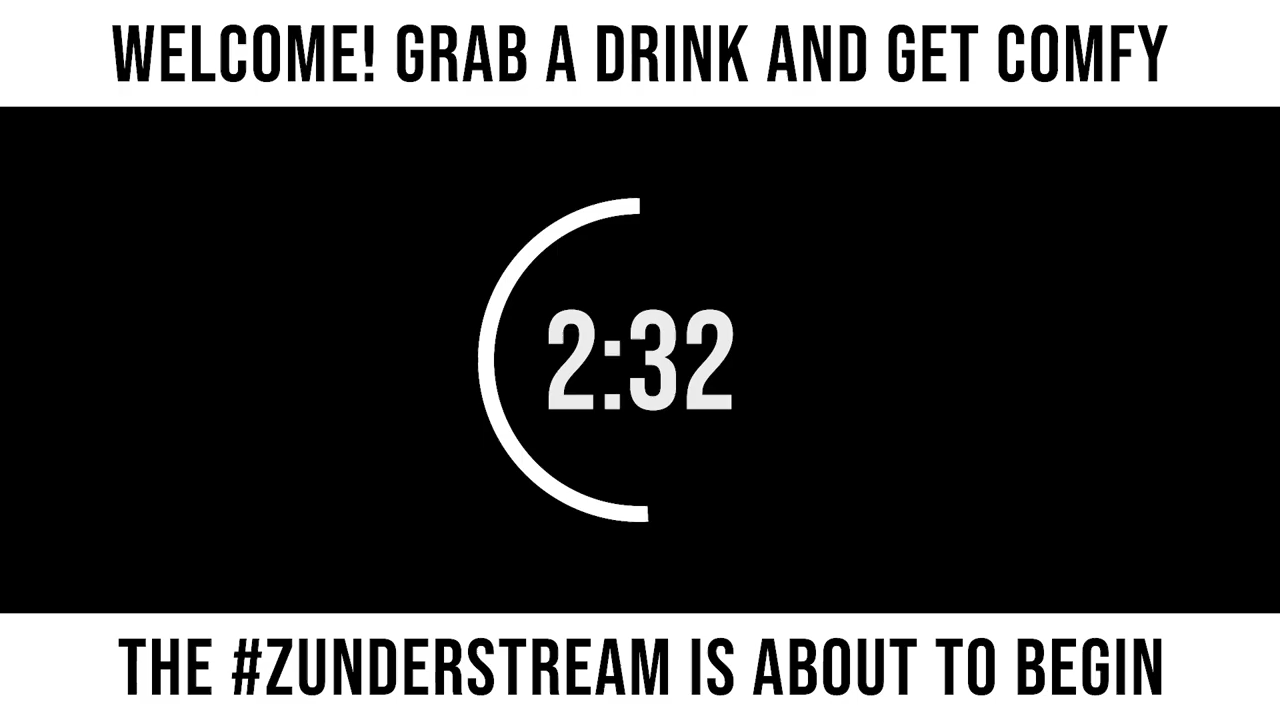 WELCOME! GRAB A DRINK AND GET COMFY
2:32
THE #ZUNDERSTREAM IS ABOUT TO BEGIN